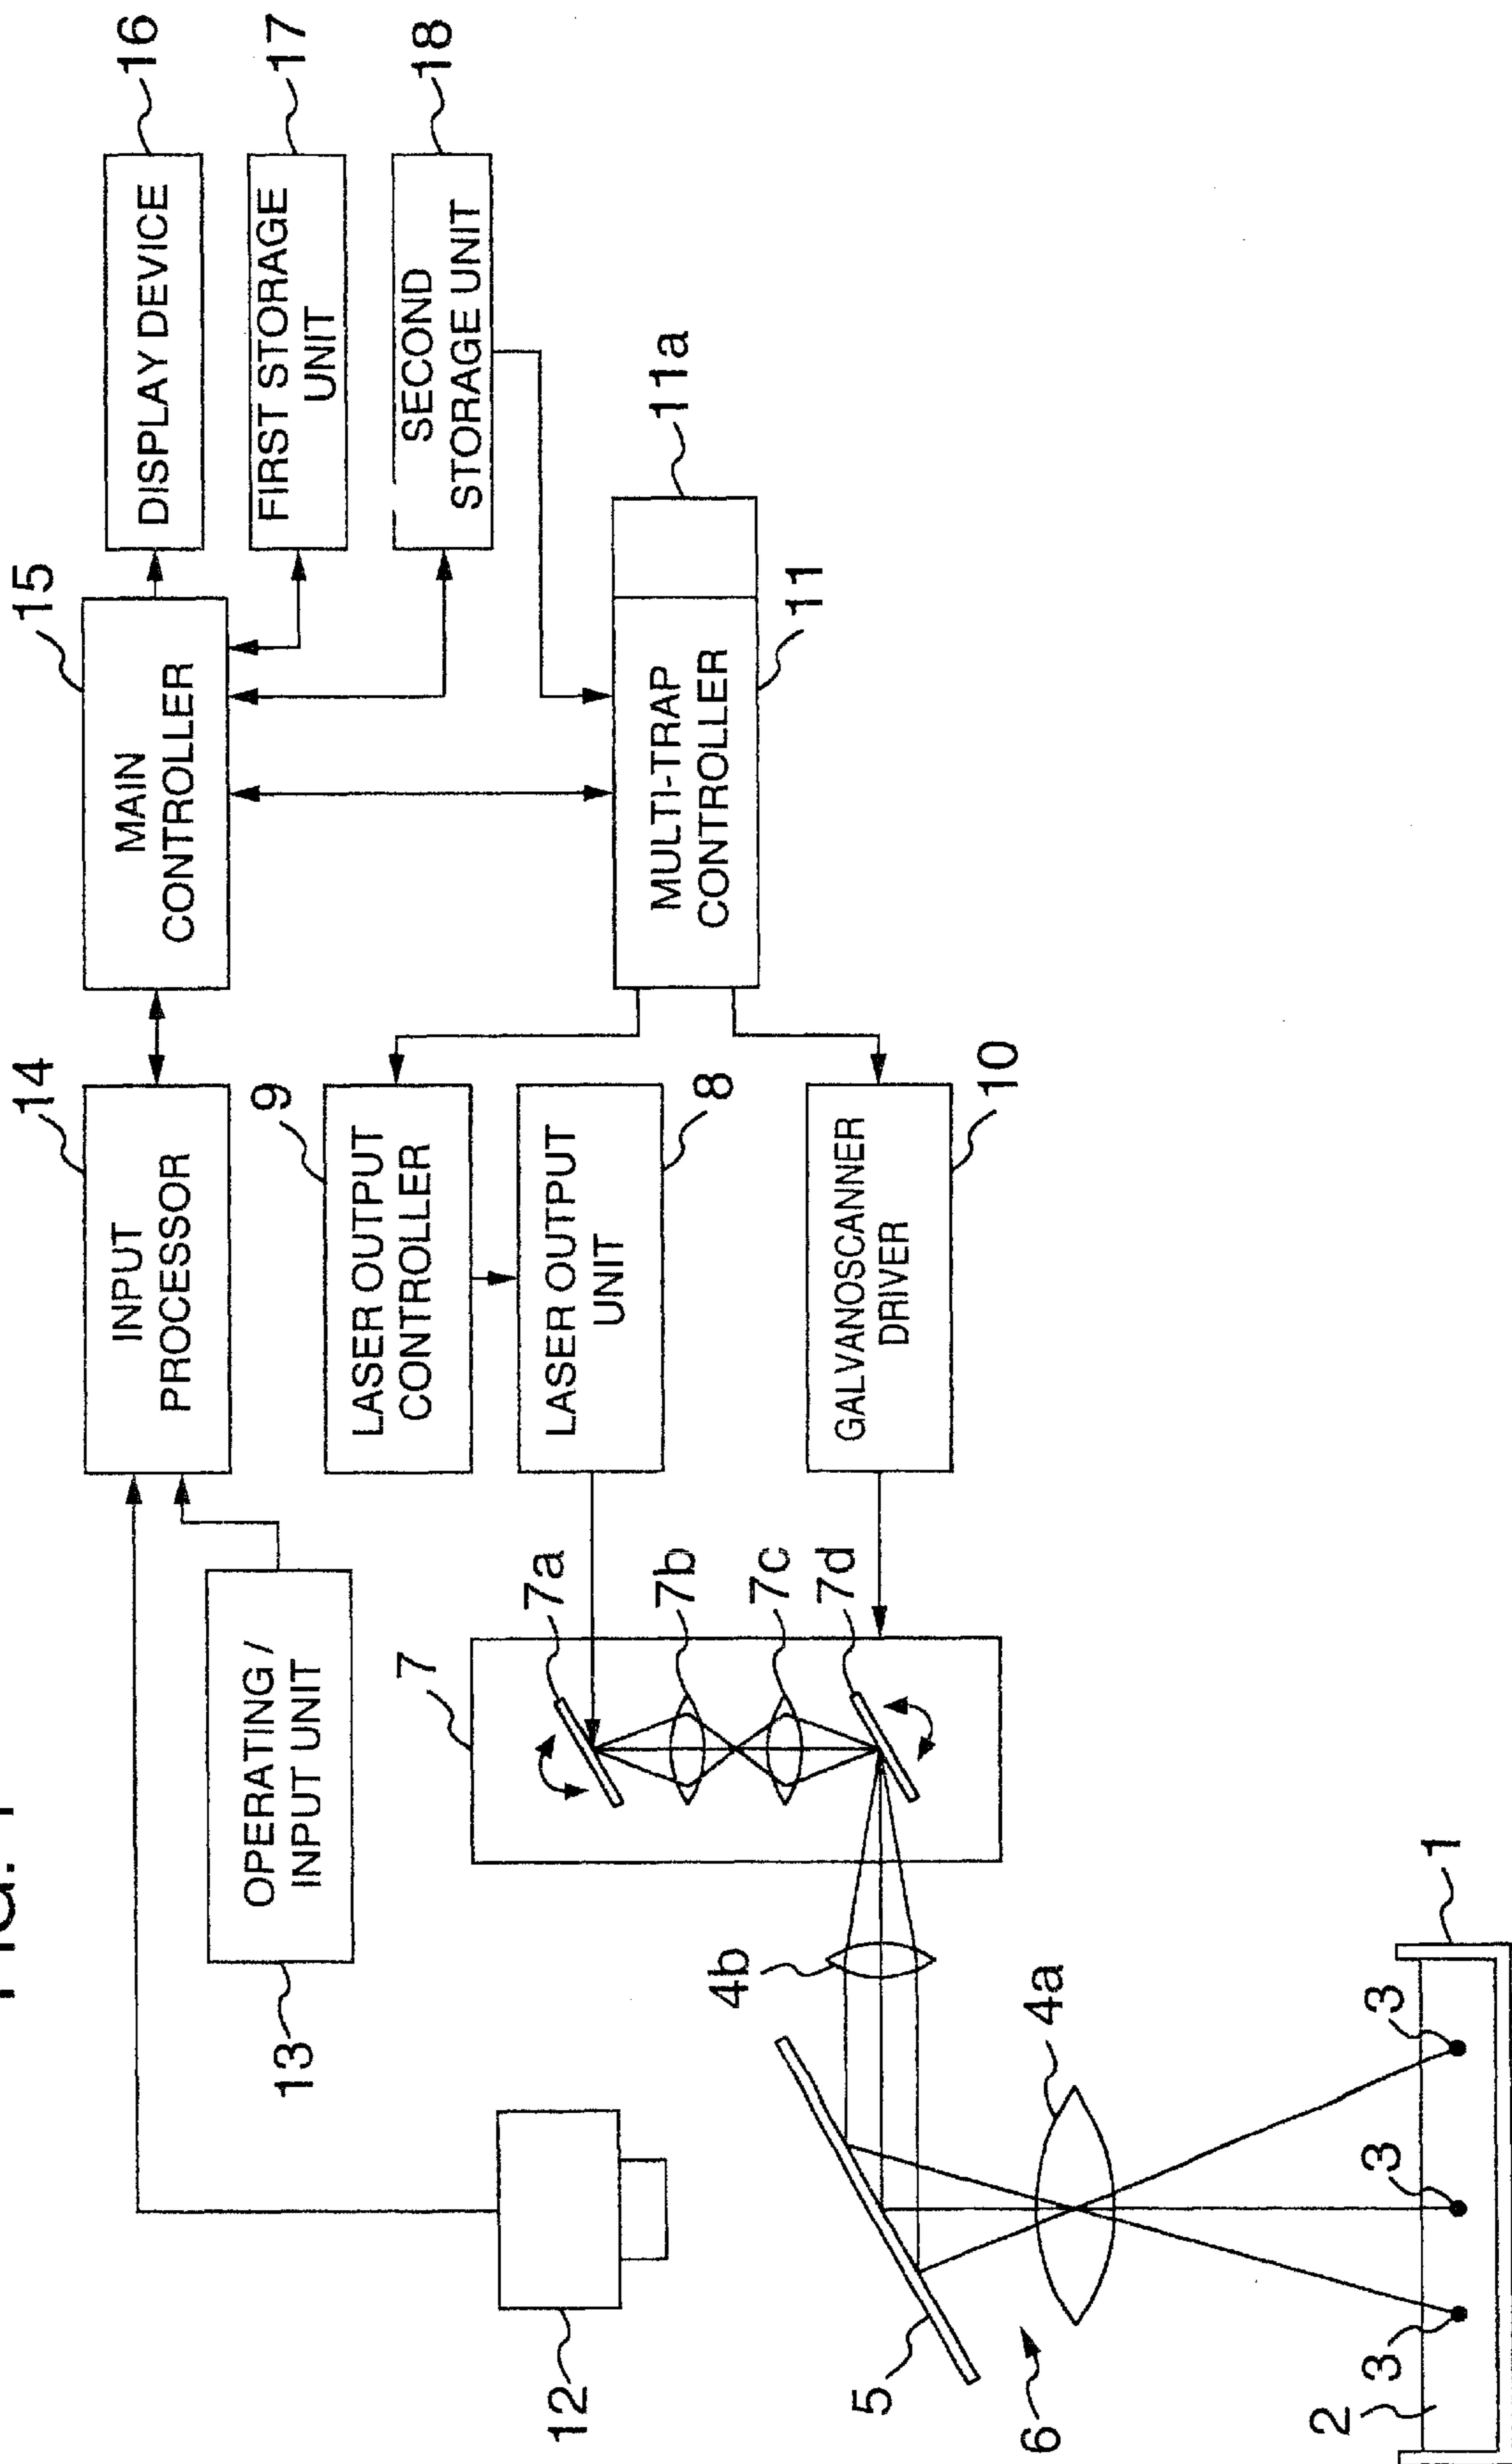 FIG. 1
14
15
16
DISPLAY DEVICE
INPUT
PROCESSOR
MAIN
CONTROLLER
17
FIRST STORAGE
UNIT
13
OPERATING /
INPUT UNIT
9
LASER OUTPUT
CONTROLLER
18
SECOND
STORAGE UNIT
12
7
7a
LASER OUTPUT
UNIT
8
11a
7b
MULTI-TRAP
CONTROLLER
11
4b
7c
7d
GALVANOSCANNER
DRIVER
10
5
6
4a
2
3
3
3
1